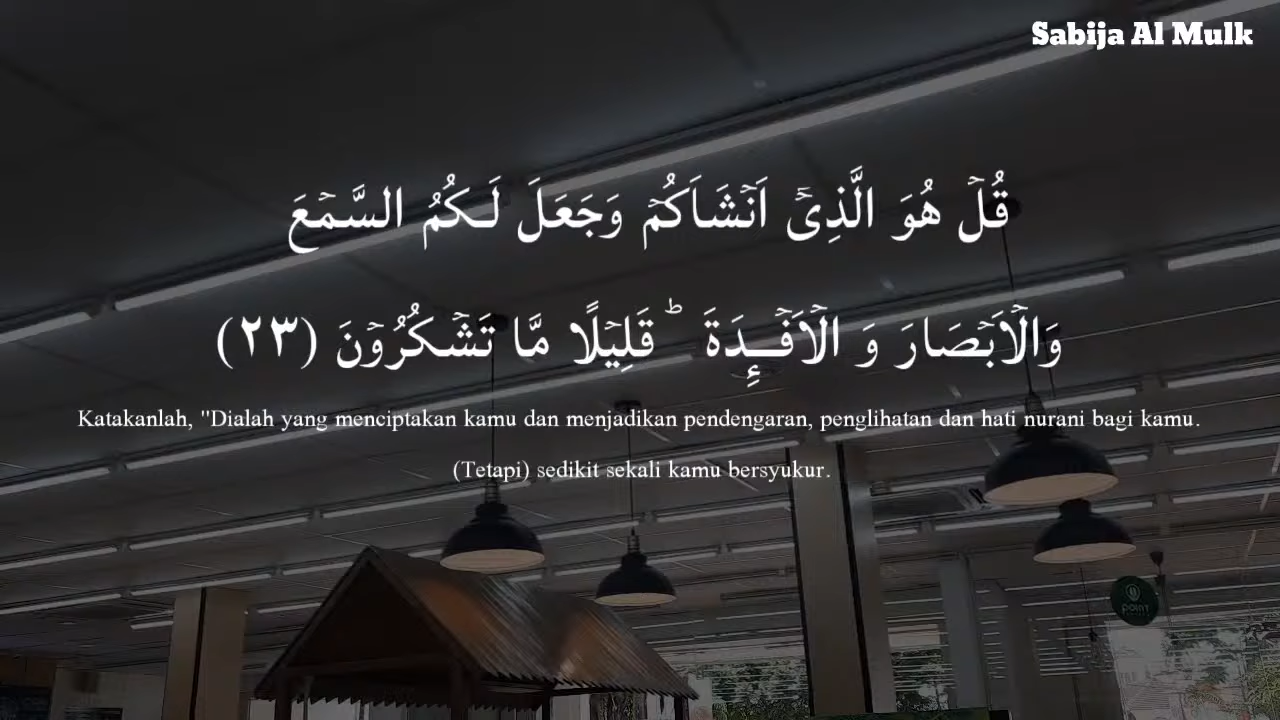 Sabija Al Mulk
قُلْ هُوَ الَّذِىْٓ اَنْشَاَكُمْ وَجَعَلَ لَكُمُ السَّمْعَ
وَالْاَبْصَارَ وَ الْاَفْـِٕدَةَ ۗ قَلِيْلًا مَّا تَشْكُرُوْنَ (٢٣)
Katakanlah, "Dialah yang menciptakan kamu dan menjadikan pendengaran, penglihatan dan hati nurani bagi kamu.
(Tetapi) sedikit sekali kamu bersyukur.
POINT